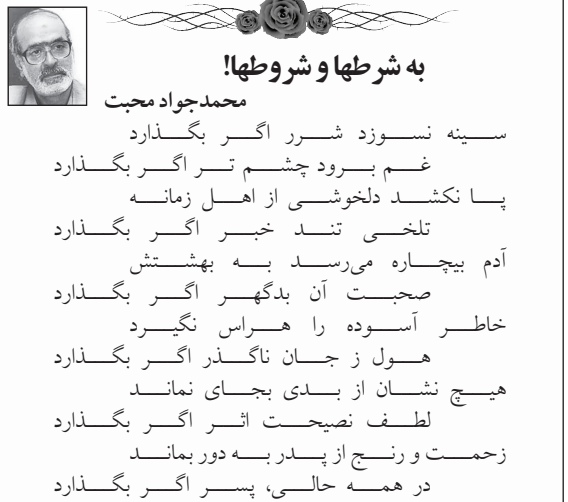 به شرطها و شروطها!
محمدجواد محبت
سینه نسوزد شرر اگر بگذارد
غم برود چشم تر اگر بگذارد
پا نکشد دلخوشی از اهل زمانه
تلخی تند خبر اگر بگذارد
آدم بیچاره می‌رسد به بهشتش
صحبت آن بدگهر اگر بگذارد
خاطر آسوده را هراس نگیرد
هول ز جان ناگذر اگر بگذارد
هیچ نشان از بدی بجای نماند
لطف نصیحت اثر اگر بگذارد
زحمت و رنج از پدر به دور بماند
در همه حالی، پسر اگر بگذارد